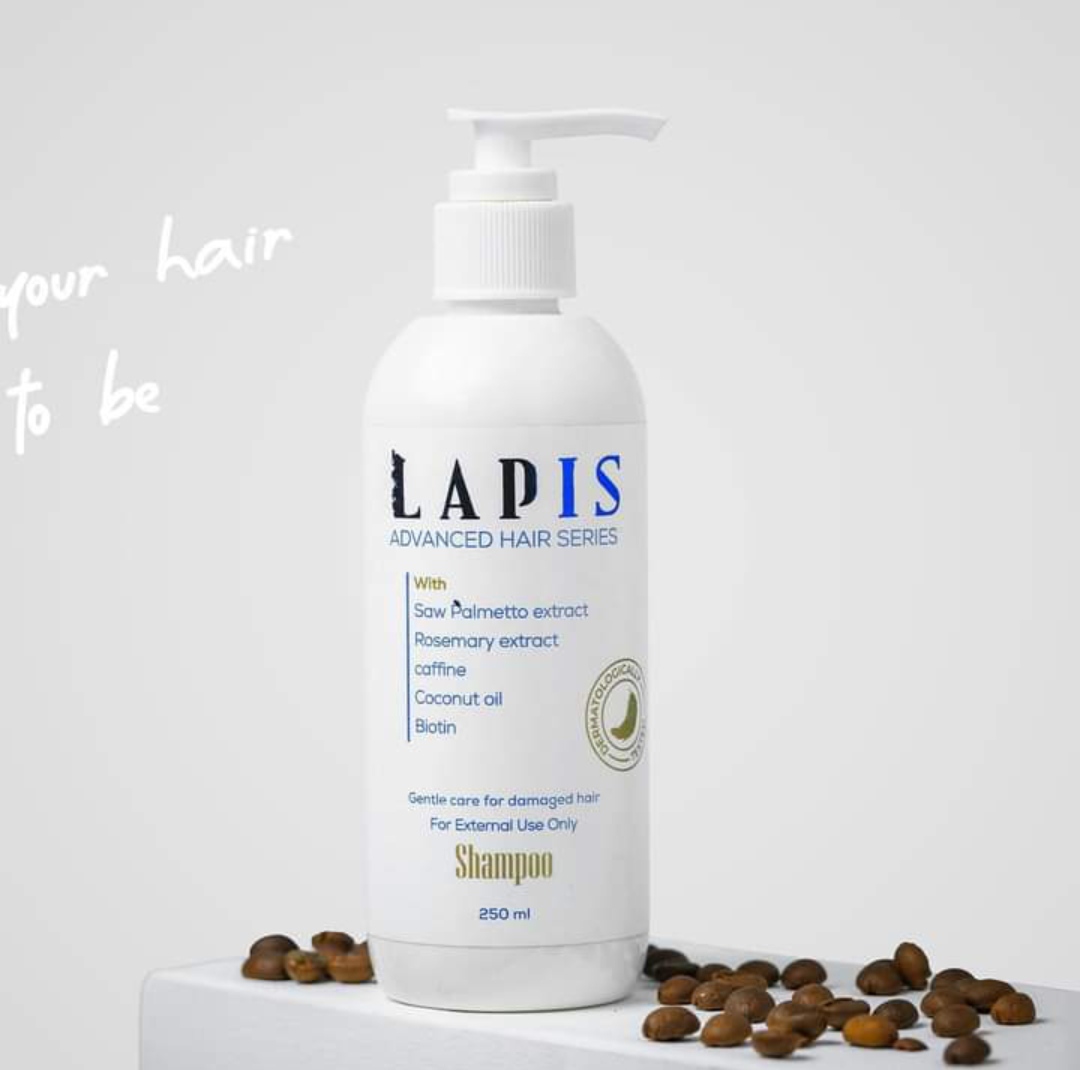 your hair
to be
LAPIS
ADVANCED HAIR SERIES
With
Saw Palmetto extract
Rosemary extract
caffine
Coconut oil
Biotin
DERMATOLOGICALLY
Gentle care for damaged hair
For External Use Only
Shampoo
250 ml